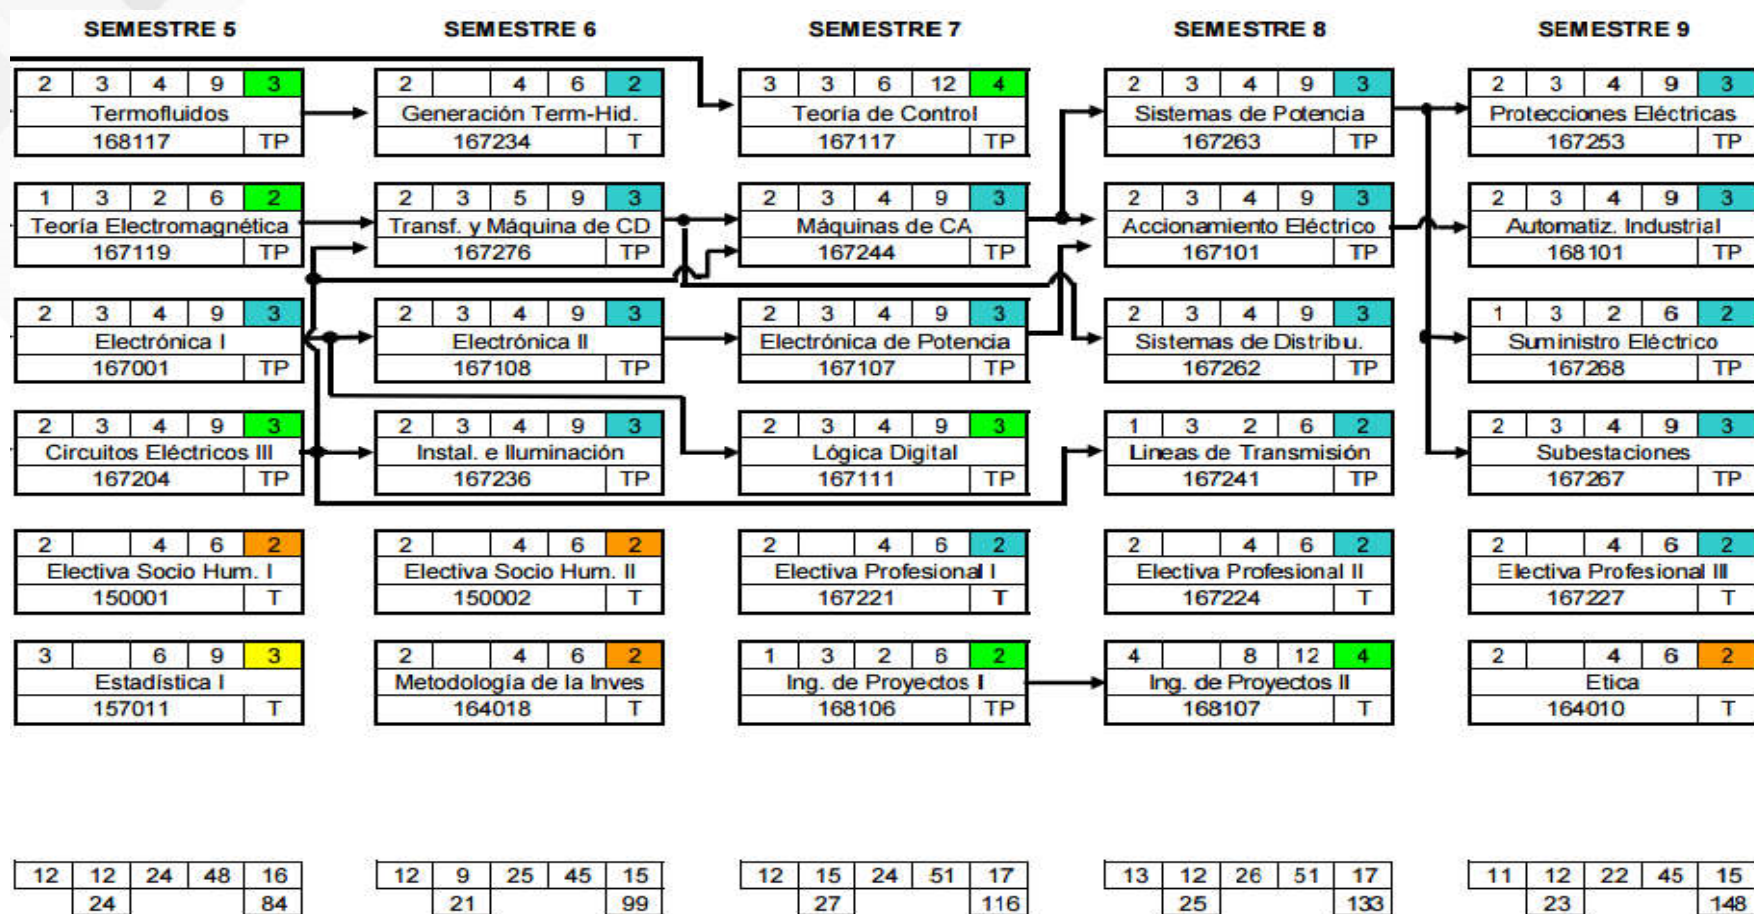 SEMESTRE 5 SEMESTRE 6 SEMESTRE 7 SEMESTRE 8 SEMESTRE 9
2 3 4 9 3 2 4 6 2 3 3 6 12 4 2 3 4 9 3 2 3 4 9 3
Termofluidos Generación Term-Hid. Teoría de Control Sistemas de Potencia Protecciones Eléctricas
168117 TP 167234 T 167117 TP 167263 TP 167253 TP
1 3 2 6 2 2 3 5 9 3 2 3 4 9 3 2 3 4 9 3 2 3 4 9 3
Teoría Electromagnética Transf. y Máquina de CD Máquinas de CA Accionamiento Eléctrico Automatiz. Industrial
167119 TP 167276 TP 167244 TP 167101 TP 168101 TP
2 3 4 9 3 2 3 4 9 3 2 3 4 9 3 2 3 4 9 3 1 3 2 6 2
Electrónica I Electrónica II Electrónica de Potencia Sistemas de Distribu. Suministro Eléctrico
167001 TP 167108 TP 167107 TP 167262 TP 167268 TP
2 3 4 9 3 2 3 4 9 3 2 3 4 9 3 1 3 2 6 2 2 3 4 9 3
Circuitos Eléctricos III Instal. e Iluminación Lógica Digital Lineas de Transmisión Subestaciones
167204 TP 167236 TP 167111 TP 167241 TP 167267 TP
2 4 6 2 2 4 6 2 2 4 6 2 2 4 6 2 2 4 6 2
Electiva Socio Hum. I Electiva Socio Hum. II Electiva Profesional I Electiva Profesional II Electiva Profesional III
150001 T 150002 T 167221 T 167224 T 167227 T
3 6 9 3 2 4 6 2 1 3 2 6 2 4 8 12 4 2 4 6 2
Estadística I Metodología de la Inves Ing. de Proyectos I Ing. de Proyectos II Etica
157011 T 164018 T 168106 TP 168107 T 164010 T
12 12 24 48 16 12 9 25 45 15 12 15 24 51 17 13 12 26 51 17 11 12 22 45 15
24 84 21 99 27 116 25 133 23 148